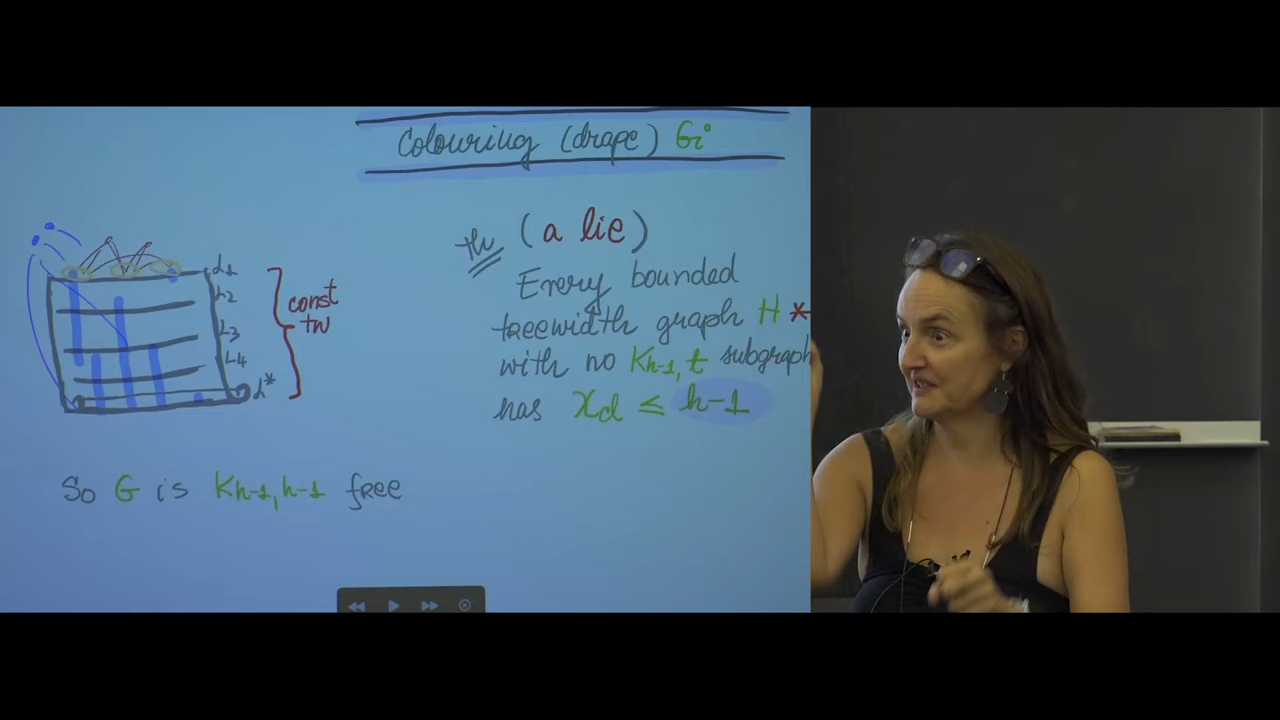 Colouring (drape) Gi
th (a lie)
Every bounded
treewidth graph H *
with no Kh-1,t subgraph
has χd ≤ h-1
L1
L2
L3
L4
L*
const
tw
So G is Kh-1,h-1 free